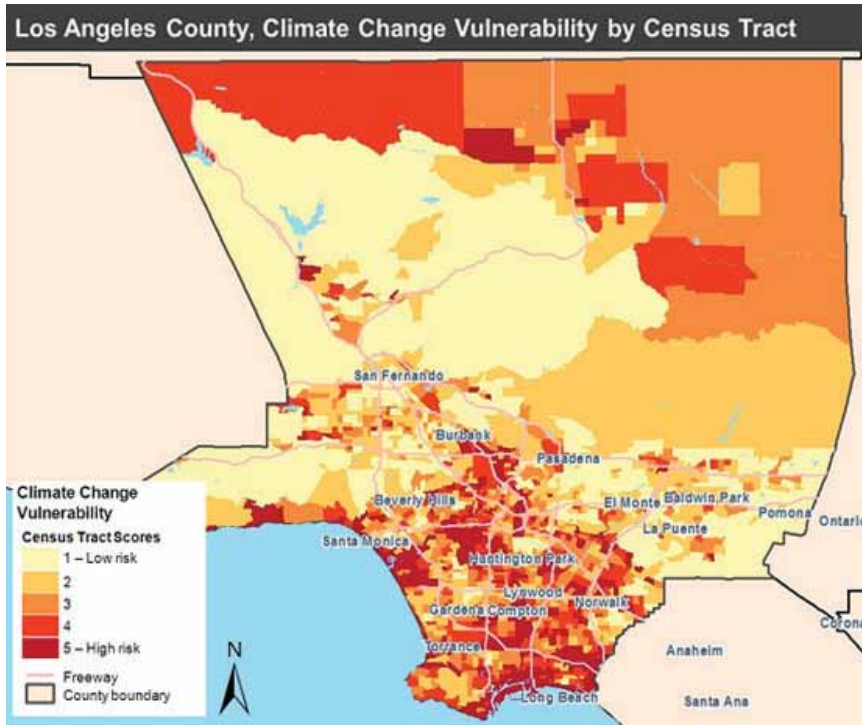 Los Angeles County, Climate Change Vulnerability by Census Tract
San Fernando
Burbank
Pasadena
Beverly Hills
El Monte
Baldwin Park
Pomona
La Puente
Ontario
Santa Monica
Huntington Park
Lynwood
Norwalk
Gardena
Compton
Corona
Torrance
Anaheim
Long Beach
Santa Ana
Climate Change
Vulnerability
Census Tract Scores
1 – Low risk
2
3
4
5 – High risk
Freeway
County boundary
N